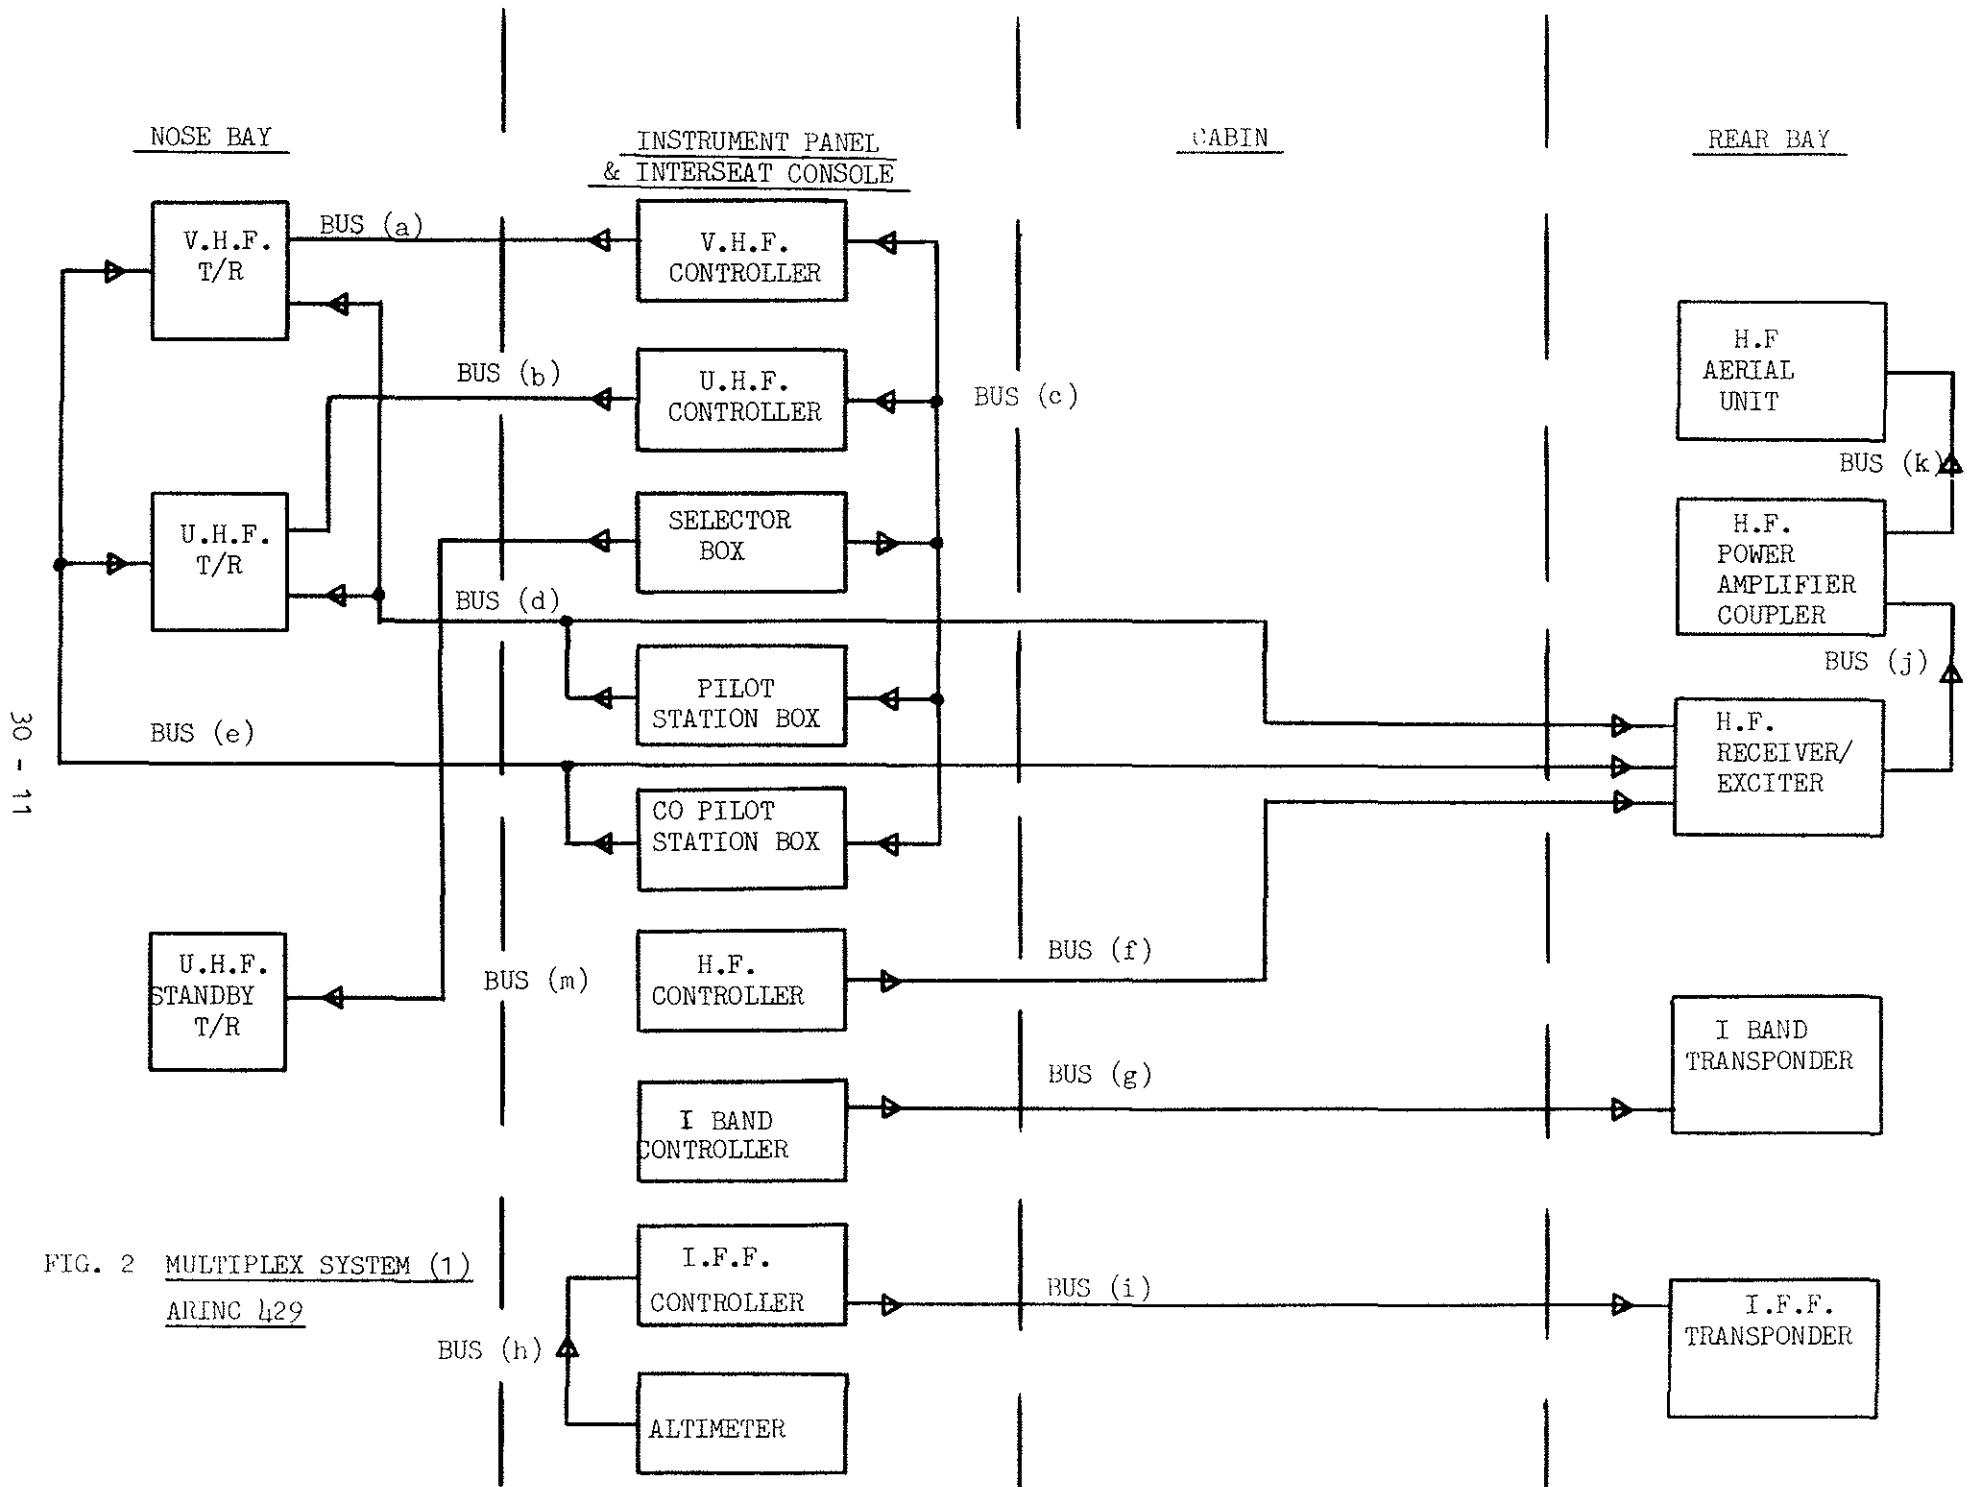 NOSE BAY
INSTRUMENT PANEL
& INTERSEAT CONSOLE
CABIN
REAR BAY
V.H.F.
T/R
BUS (a)
V.H.F.
CONTROLLER
H.F
AERIAL
UNIT
BUS (b)
U.H.F.
CONTROLLER
BUS (c)
BUS (k)
U.H.F.
T/R
SELECTOR
BOX
H.F.
POWER
AMPLIFIER
COUPLER
BUS (d)
BUS (j)
PILOT
STATION BOX
H.F.
RECEIVER/
EXCITER
BUS (e)
CO PILOT
STATION BOX
30 - 11
U.H.F.
STANDBY
T/R
BUS (m)
H.F.
CONTROLLER
BUS (f)
I BAND
TRANSPONDER
I BAND
CONTROLLER
BUS (g)
I.F.F.
CONTROLLER
BUS (i)
I.F.F.
TRANSPONDER
BUS (h)
ALTIMETER
FIG. 2 MULTIPLEX SYSTEM (1)
ARINC 429